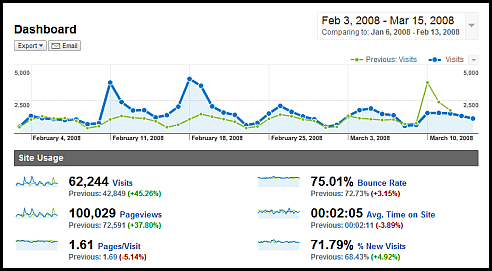 Dashboard
Export
Email
Feb 3, 2008 - Mar 15, 2008
Comparing to: Jan 6, 2008 - Feb 13, 2008
Previous: Visits
Visits
5,000
5,000
2,500
2,500
February 4, 2008
February 11, 2008
February 18, 2008
February 25, 2008
March 3, 2008
March 10, 2008
Site Usage
62,244 Visits
Previous: 42,849 (+45.26%)
75.01% Bounce Rate
Previous: 72.73% (+3.15%)
100,029 Pageviews
Previous: 72,591 (+37.80%)
00:02:05 Avg. Time on Site
Previous: 00:02:11 (-3.89%)
1.61 Pages/Visit
Previous: 1.69 (-5.14%)
71.79% % New Visits
Previous: 68.43% (+4.92%)